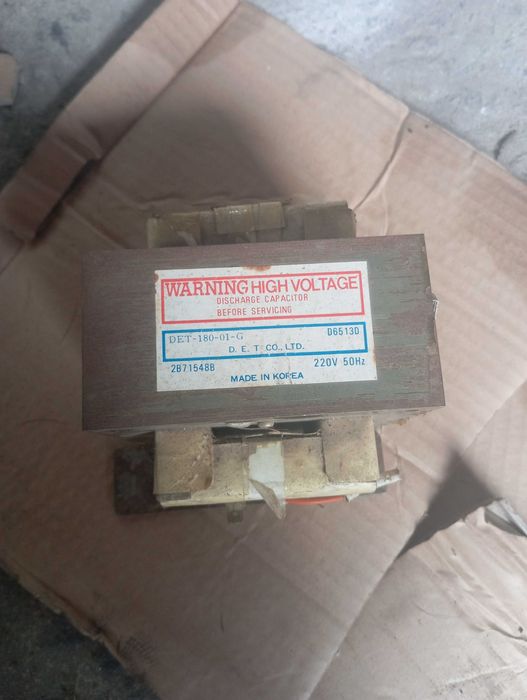 WARNING HIGH VOLTAGE
DISCHARGE CAPACITOR
BEFORE SERVICING
DET-180-01-G D6513D
D. E. T CO., LTD.
2B71548B 220V 50Hz
MADE IN KOREA